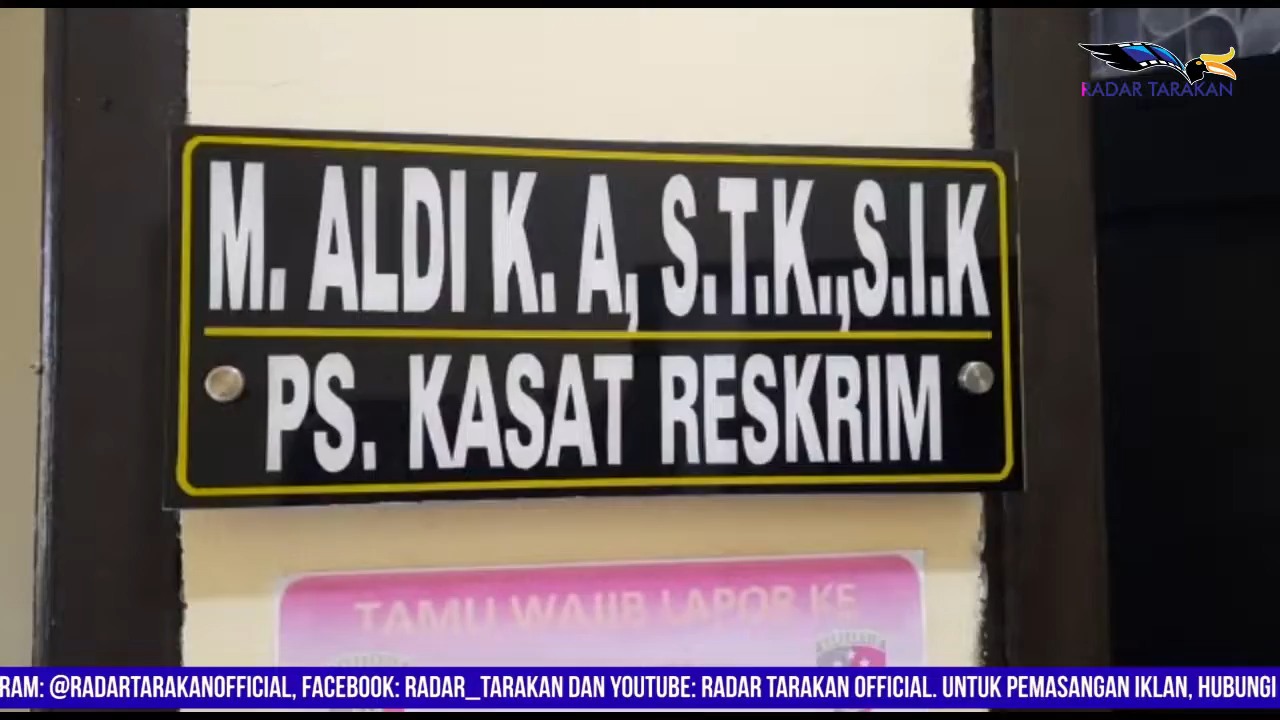 RADAR TARAKAN
M. ALDI K. A, S.T.K.,S.I.K
PS. KASAT RESKRIM
TAMU WAJIB LAPOR KE
RAM: @RADARTARAKANOFFICIAL, FACEBOOK: RADAR_TARAKAN DAN YOUTUBE: RADAR TARAKAN OFFICIAL. UNTUK PEMASANGAN IKLAN, HUBUNGI